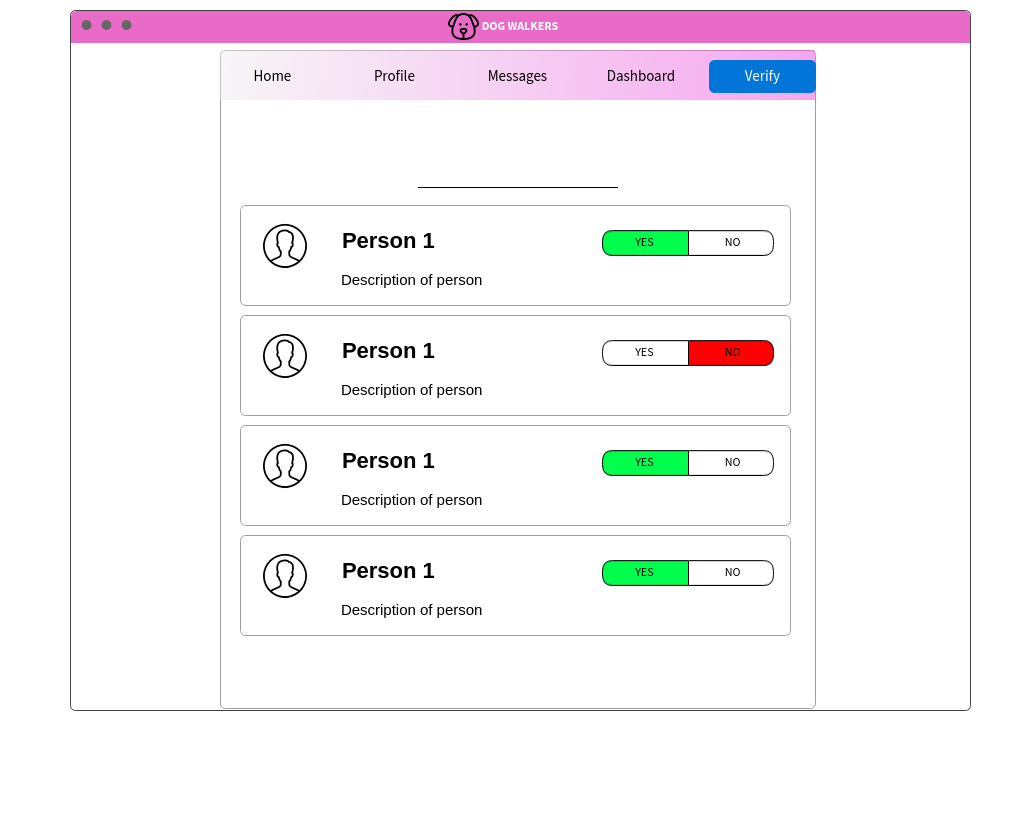 DOG WALKERS
Home Profile Messages Dashboard Verify
Person 1 YES NO
Description of person
Person 1 YES NO
Description of person
Person 1 YES NO
Description of person
Person 1 YES NO
Description of person